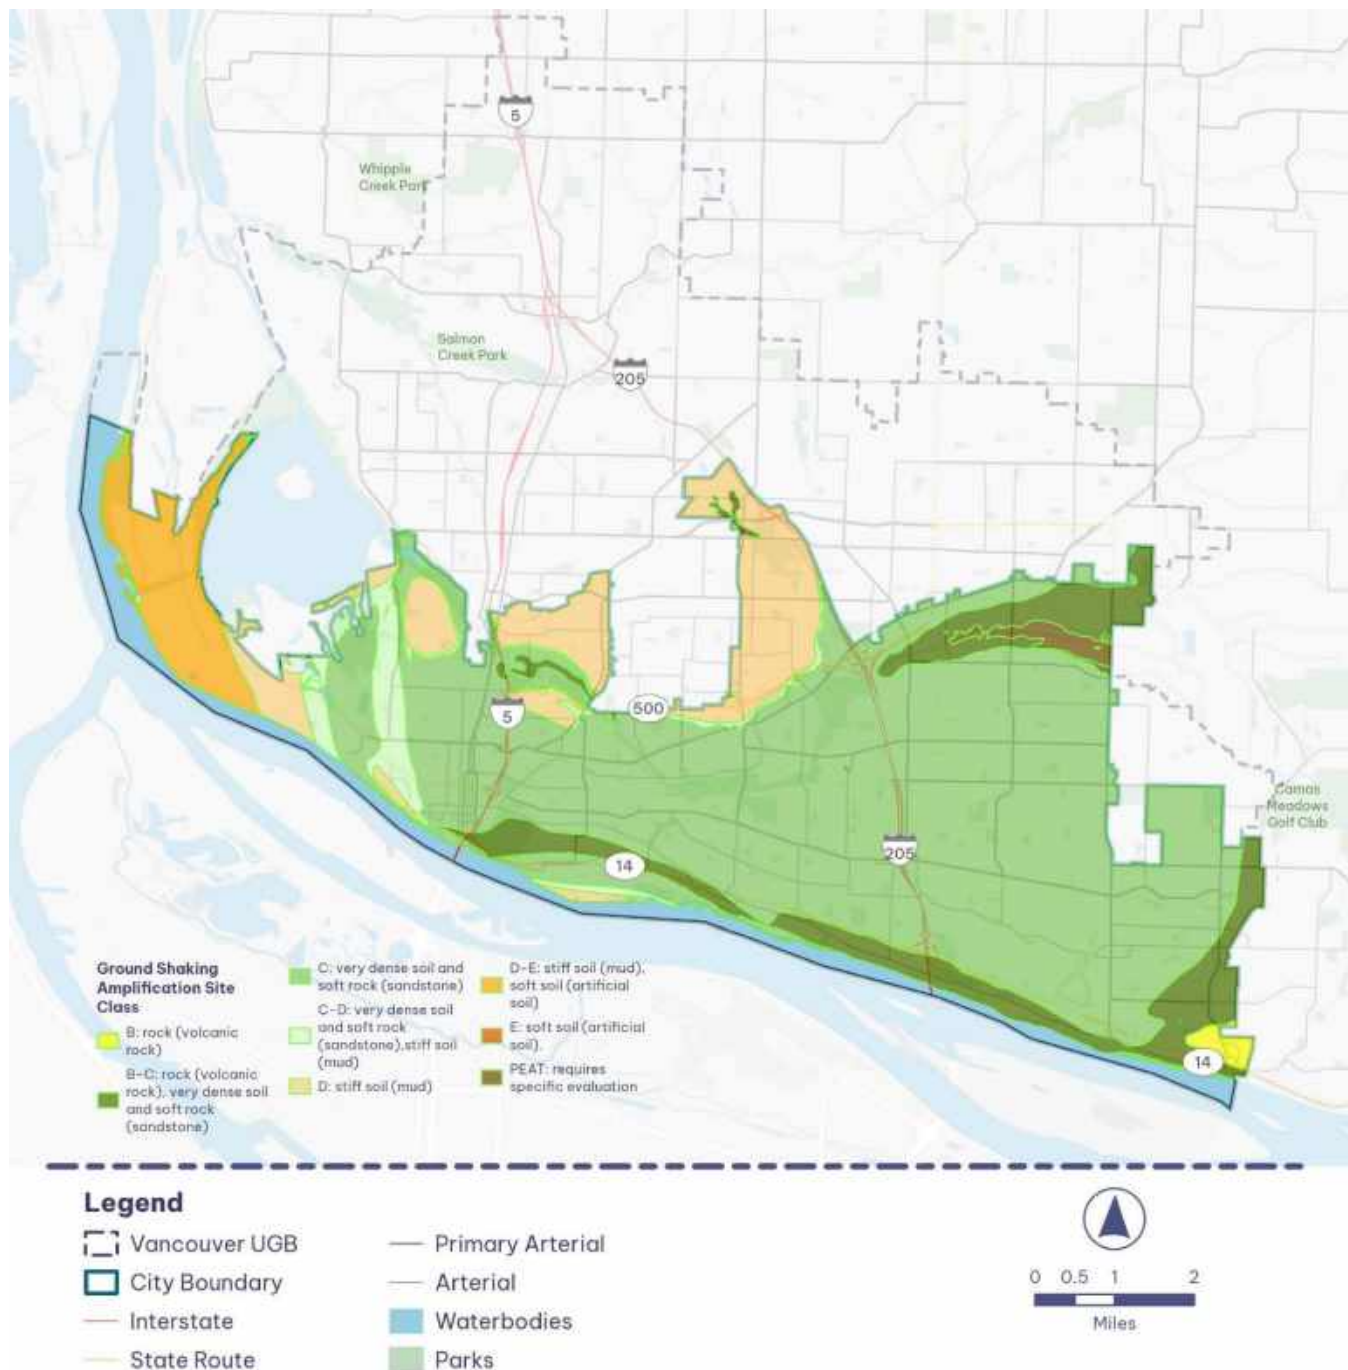 5
Whipple
Creek Park
Salmon
Creek Park
205
500
5
Camas
Meadows
Golf Club
205
14
14
Ground Shaking
Amplification Site
Class
B: rock (volcanic
rock)
B-C: rock (volcanic
rock), very dense soil
and soft rock
(sandstone)
C: very dense soil and
soft rock (sandstone)
C-D: very dense soil
and soft rock
(sandstone),stiff soil
(mud)
D: stiff soil (mud)
D-E: stiff soil (mud),
soft soil (artificial
soil)
E: soft soil (artificial
soil).
PEAT: requires
specific evaluation
Legend
Vancouver UGB
City Boundary
Interstate
State Route
Primary Arterial
Arterial
Waterbodies
Parks
0 0.5 1 2
Miles